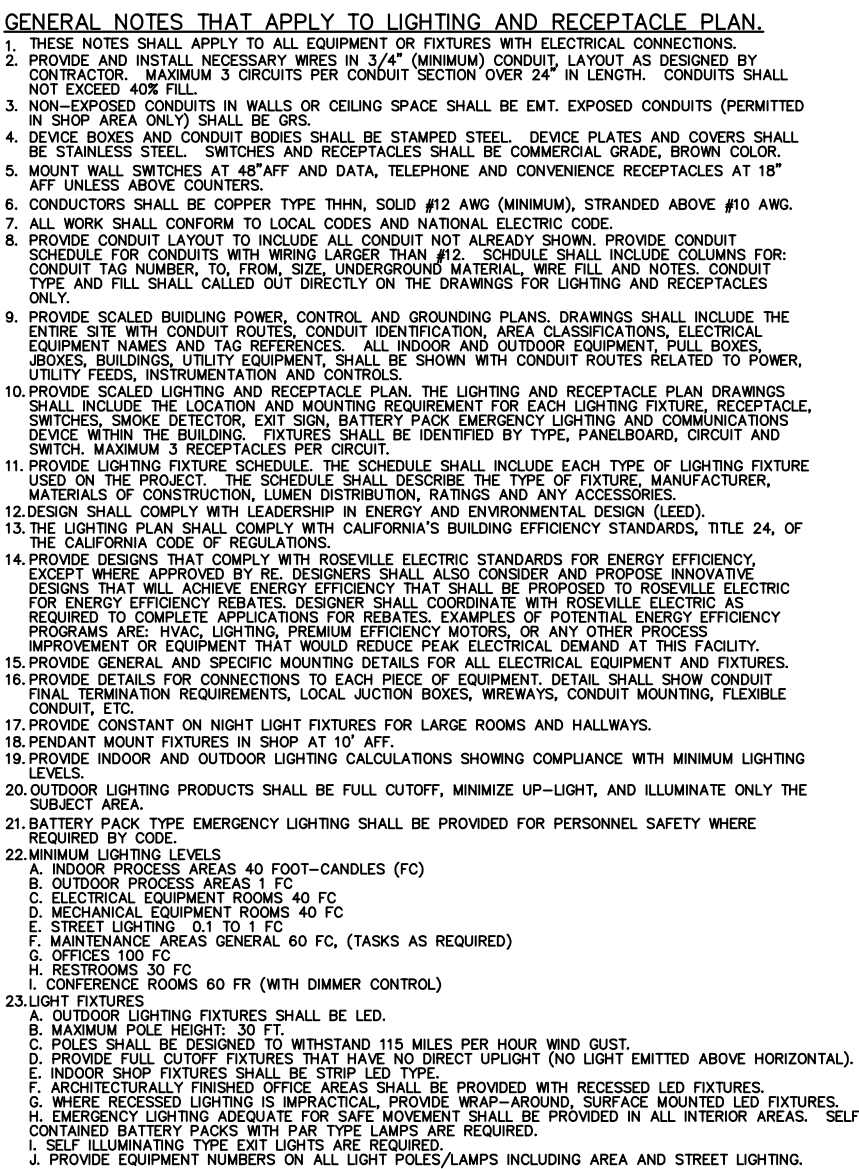 GENERAL NOTES THAT APPLY TO LIGHTING AND RECEPTACLE PLAN.
1. THESE NOTES SHALL APPLY TO ALL EQUIPMENT OR FIXTURES WITH ELECTRICAL CONNECTIONS.
2. PROVIDE AND INSTALL NECESSARY WIRES IN 3/4" (MINIMUM) CONDUIT, LAYOUT AS DESIGNED BY
CONTRACTOR. MAXIMUM 3 CIRCUITS PER CONDUIT SECTION OVER 24" IN LENGTH. CONDUITS SHALL
NOT EXCEED 40% FILL.
3. NON-EXPOSED CONDUITS IN WALLS OR CEILING SPACE SHALL BE EMT. EXPOSED CONDUITS (PERMITTED
IN SHOP AREA ONLY) SHALL BE GRS.
4. DEVICE BOXES AND CONDUIT BODIES SHALL BE STAMPED STEEL. DEVICE PLATES AND COVERS SHALL
BE STAINLESS STEEL. SWITCHES AND RECEPTACLES SHALL BE COMMERCIAL GRADE, BROWN COLOR.
5. MOUNT WALL SWITCHES AT 48"AFF AND DATA, TELEPHONE AND CONVENIENCE RECEPTACLES AT 18"
AFF UNLESS ABOVE COUNTERS.
6. CONDUCTORS SHALL BE COPPER TYPE THHN, SOLID #12 AWG (MINIMUM), STRANDED ABOVE #10 AWG.
7. ALL WORK SHALL CONFORM TO LOCAL CODES AND NATIONAL ELECTRIC CODE.
8. PROVIDE CONDUIT LAYOUT TO INCLUDE ALL CONDUIT NOT ALREADY SHOWN. PROVIDE CONDUIT
SCHEDULE FOR CONDUITS WITH WIRING LARGER THAN #12. SCHDULE SHALL INCLUDE COLUMNS FOR:
CONDUIT TAG NUMBER, TO, FROM, SIZE, UNDERGROUND MATERIAL, WIRE FILL AND NOTES. CONDUIT
TYPE AND FILL SHALL CALLED OUT DIRECTLY ON THE DRAWINGS FOR LIGHTING AND RECEPTACLES
ONLY.
9. PROVIDE SCALED BUIDLING POWER, CONTROL AND GROUNDING PLANS. DRAWINGS SHALL INCLUDE THE
ENTIRE SITE WITH CONDUIT ROUTES, CONDUIT IDENTIFICATION, AREA CLASSIFICATIONS, ELECTRICAL
EQUIPMENT NAMES AND TAG REFERENCES. ALL INDOOR AND OUTDOOR EQUIPMENT, PULL BOXES,
JBOXES, BUILDINGS, UTILITY EQUIPMENT, SHALL BE SHOWN WITH CONDUIT ROUTES RELATED TO POWER,
UTILITY FEEDS, INSTRUMENTATION AND CONTROLS.
10. PROVIDE SCALED LIGHTING AND RECEPTACLE PLAN. THE LIGHTING AND RECEPTACLE PLAN DRAWINGS
SHALL INCLUDE THE LOCATION AND MOUNTING REQUIREMENT FOR EACH LIGHTING FIXTURE, RECEPTACLE,
SWITCHES, SMOKE DETECTOR, EXIT SIGN, BATTERY PACK EMERGENCY LIGHTING AND COMMUNICATIONS
DEVICE WITHIN THE BUILDING. FIXTURES SHALL BE IDENTIFIED BY TYPE, PANELBOARD, CIRCUIT AND
SWITCH. MAXIMUM 3 RECEPTACLES PER CIRCUIT.
11. PROVIDE LIGHTING FIXTURE SCHEDULE. THE SCHEDULE SHALL INCLUDE EACH TYPE OF LIGHTING FIXTURE
USED ON THE PROJECT. THE SCHEDULE SHALL DESCRIBE THE TYPE OF FIXTURE, MANUFACTURER,
MATERIALS OF CONSTRUCTION, LUMEN DISTRIBUTION, RATINGS AND ANY ACCESSORIES.
12. DESIGN SHALL COMPLY WITH LEADERSHIP IN ENERGY AND ENVIRONMENTAL DESIGN (LEED).
13. THE LIGHTING PLAN SHALL COMPLY WITH CALIFORNIA'S BUILDING EFFICIENCY STANDARDS, TITLE 24, OF
THE CALIFORNIA CODE OF REGULATIONS.
14. PROVIDE DESIGNS THAT COMPLY WITH ROSEVILLE ELECTRIC STANDARDS FOR ENERGY EFFICIENCY,
EXCEPT WHERE APPROVED BY RE. DESIGNERS SHALL ALSO CONSIDER AND PROPOSE INNOVATIVE
DESIGNS THAT WILL ACHIEVE ENERGY EFFICIENCY THAT SHALL BE PROPOSED TO ROSEVILLE ELECTRIC
FOR ENERGY EFFICIENCY REBATES. DESIGNER SHALL COORDINATE WITH ROSEVILLE ELECTRIC AS
REQUIRED TO COMPLETE APPLICATIONS FOR REBATES. EXAMPLES OF POTENTIAL ENERGY EFFICIENCY
PROGRAMS ARE: HVAC, LIGHTING, PREMIUM EFFICIENCY MOTORS, OR ANY OTHER PROCESS
IMPROVEMENT OR EQUIPMENT THAT WOULD REDUCE PEAK ELECTRICAL DEMAND AT THIS FACILITY.
15. PROVIDE GENERAL AND SPECIFIC MOUNTING DETAILS FOR ALL ELECTRICAL EQUIPMENT AND FIXTURES.
16. PROVIDE DETAILS FOR CONNECTIONS TO EACH PIECE OF EQUIPMENT. DETAIL SHALL SHOW CONDUIT
FINAL TERMINATION REQUIREMENTS, LOCAL JUCTION BOXES, WIREWAYS, CONDUIT MOUNTING, FLEXIBLE
CONDUIT, ETC.
17. PROVIDE CONSTANT ON NIGHT LIGHT FIXTURES FOR LARGE ROOMS AND HALLWAYS.
18. PENDANT MOUNT FIXTURES IN SHOP AT 10' AFF.
19. PROVIDE INDOOR AND OUTDOOR LIGHTING CALCULATIONS SHOWING COMPLIANCE WITH MINIMUM LIGHTING
LEVELS.
20. OUTDOOR LIGHTING PRODUCTS SHALL BE FULL CUTOFF, MINIMIZE UP-LIGHT, AND ILLUMINATE ONLY THE
SUBJECT AREA.
21. BATTERY PACK TYPE EMERGENCY LIGHTING SHALL BE PROVIDED FOR PERSONNEL SAFETY WHERE
REQUIRED BY CODE.
22. MINIMUM LIGHTING LEVELS
A. INDOOR PROCESS AREAS 40 FOOT-CANDLES (FC)
B. OUTDOOR PROCESS AREAS 1 FC
C. ELECTRICAL EQUIPMENT ROOMS 40 FC
D. MECHANICAL EQUIPMENT ROOMS 40 FC
E. STREET LIGHTING 0.1 TO 1 FC
F. MAINTENANCE AREAS GENERAL 60 FC, (TASKS AS REQUIRED)
G. OFFICES 100 FC
H. RESTROOMS 30 FC
I. CONFERENCE ROOMS 60 FR (WITH DIMMER CONTROL)
23. LIGHT FIXTURES
A. OUTDOOR LIGHTING FIXTURES SHALL BE LED.
B. MAXIMUM POLE HEIGHT: 30 FT.
C. POLES SHALL BE DESIGNED TO WITHSTAND 115 MILES PER HOUR WIND GUST.
D. PROVIDE FULL CUTOFF FIXTURES THAT HAVE NO DIRECT UPLIGHT (NO LIGHT EMITTED ABOVE HORIZONTAL).
E. INDOOR SHOP FIXTURES SHALL BE STRIP LED TYPE.
F. ARCHITECTURALLY FINISHED OFFICE AREAS SHALL BE PROVIDED WITH RECESSED LED FIXTURES.
G. WHERE RECESSED LIGHTING IS IMPRACTICAL, PROVIDE WRAP-AROUND, SURFACE MOUNTED LED FIXTURES.
H. EMERGENCY LIGHTING ADEQUATE FOR SAFE MOVEMENT SHALL BE PROVIDED IN ALL INTERIOR AREAS. SELF
CONTAINED BATTERY PACKS WITH PAR TYPE LAMPS ARE REQUIRED.
I. SELF ILLUMINATING TYPE EXIT LIGHTS ARE REQUIRED.
J. PROVIDE EQUIPMENT NUMBERS ON ALL LIGHT POLES/LAMPS INCLUDING AREA AND STREET LIGHTING.